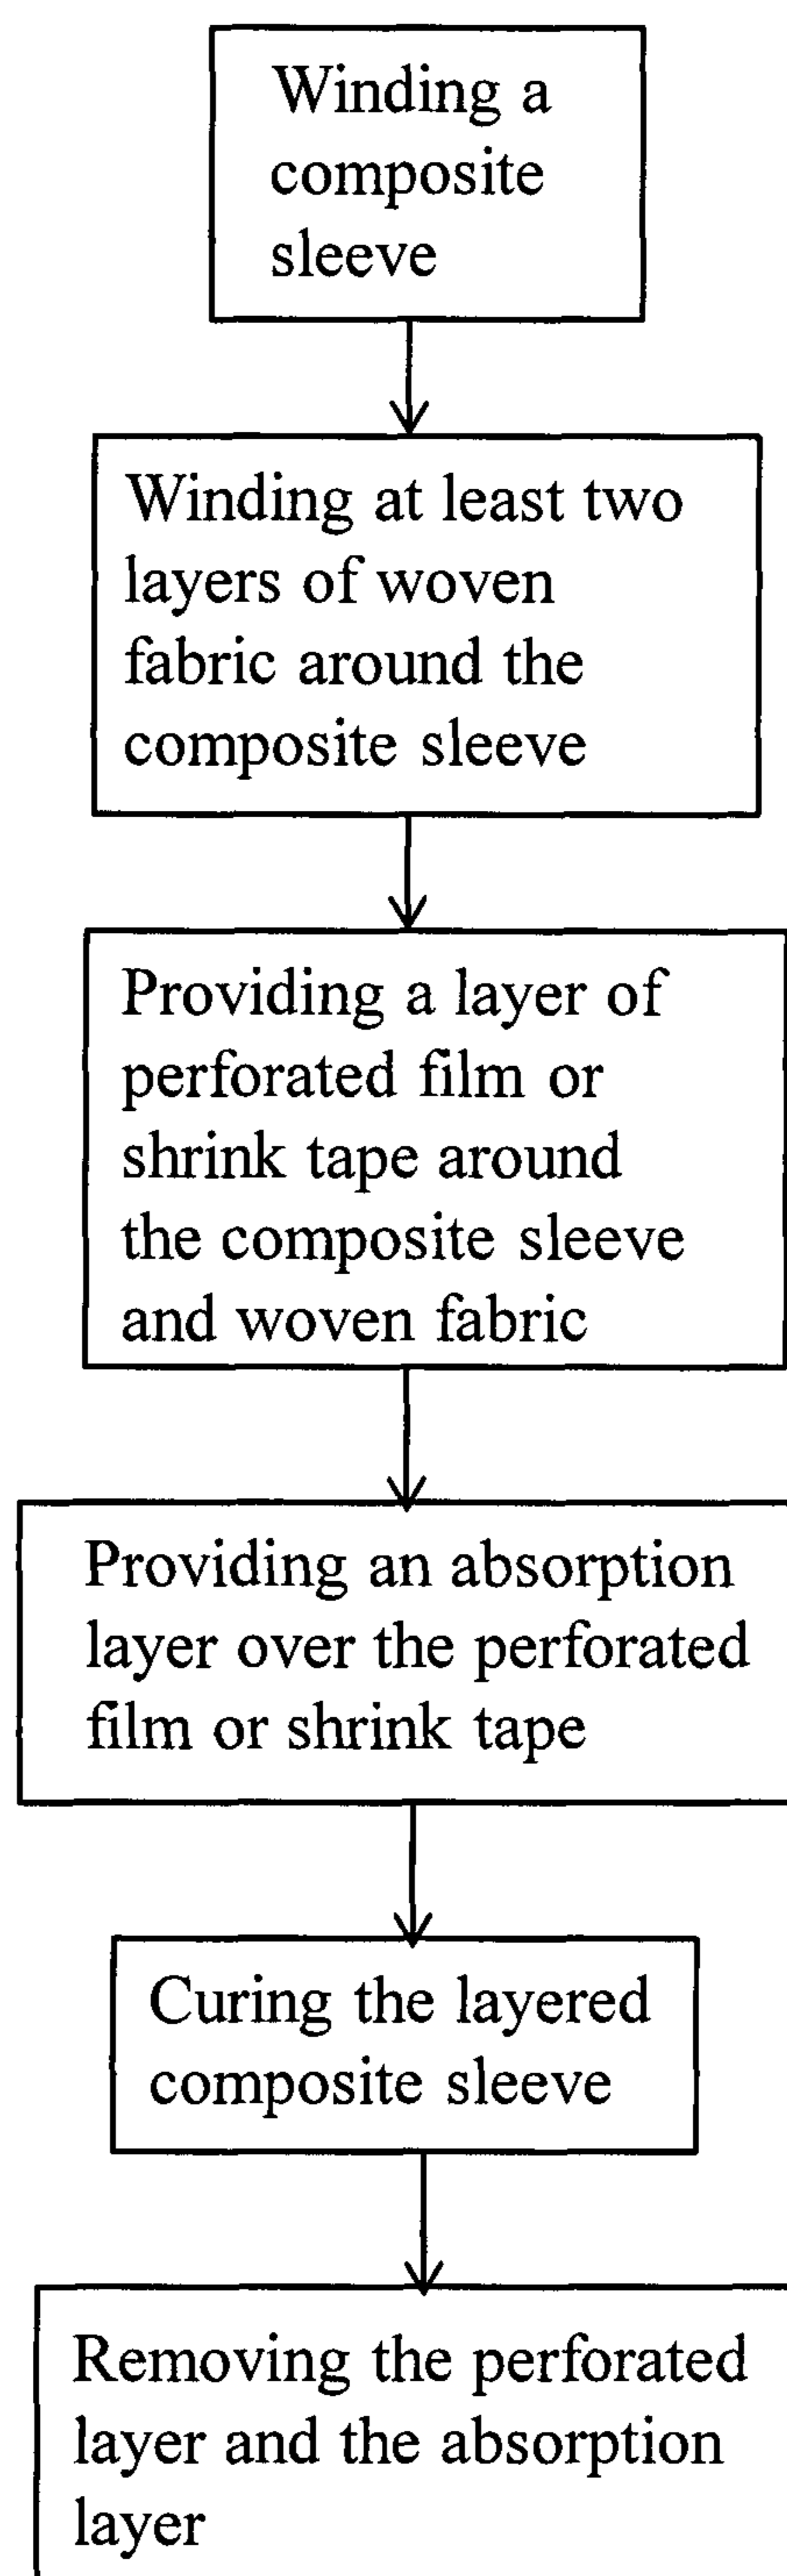 Winding a
composite
sleeve
Winding at least two
layers of woven
fabric around the
composite sleeve
Providing a layer of
perforated film or
shrink tape around
the composite sleeve
and woven fabric
Providing an absorption
layer over the perforated
film or shrink tape
Curing the layered
composite sleeve
Removing the perforated
layer and the absorption
layer